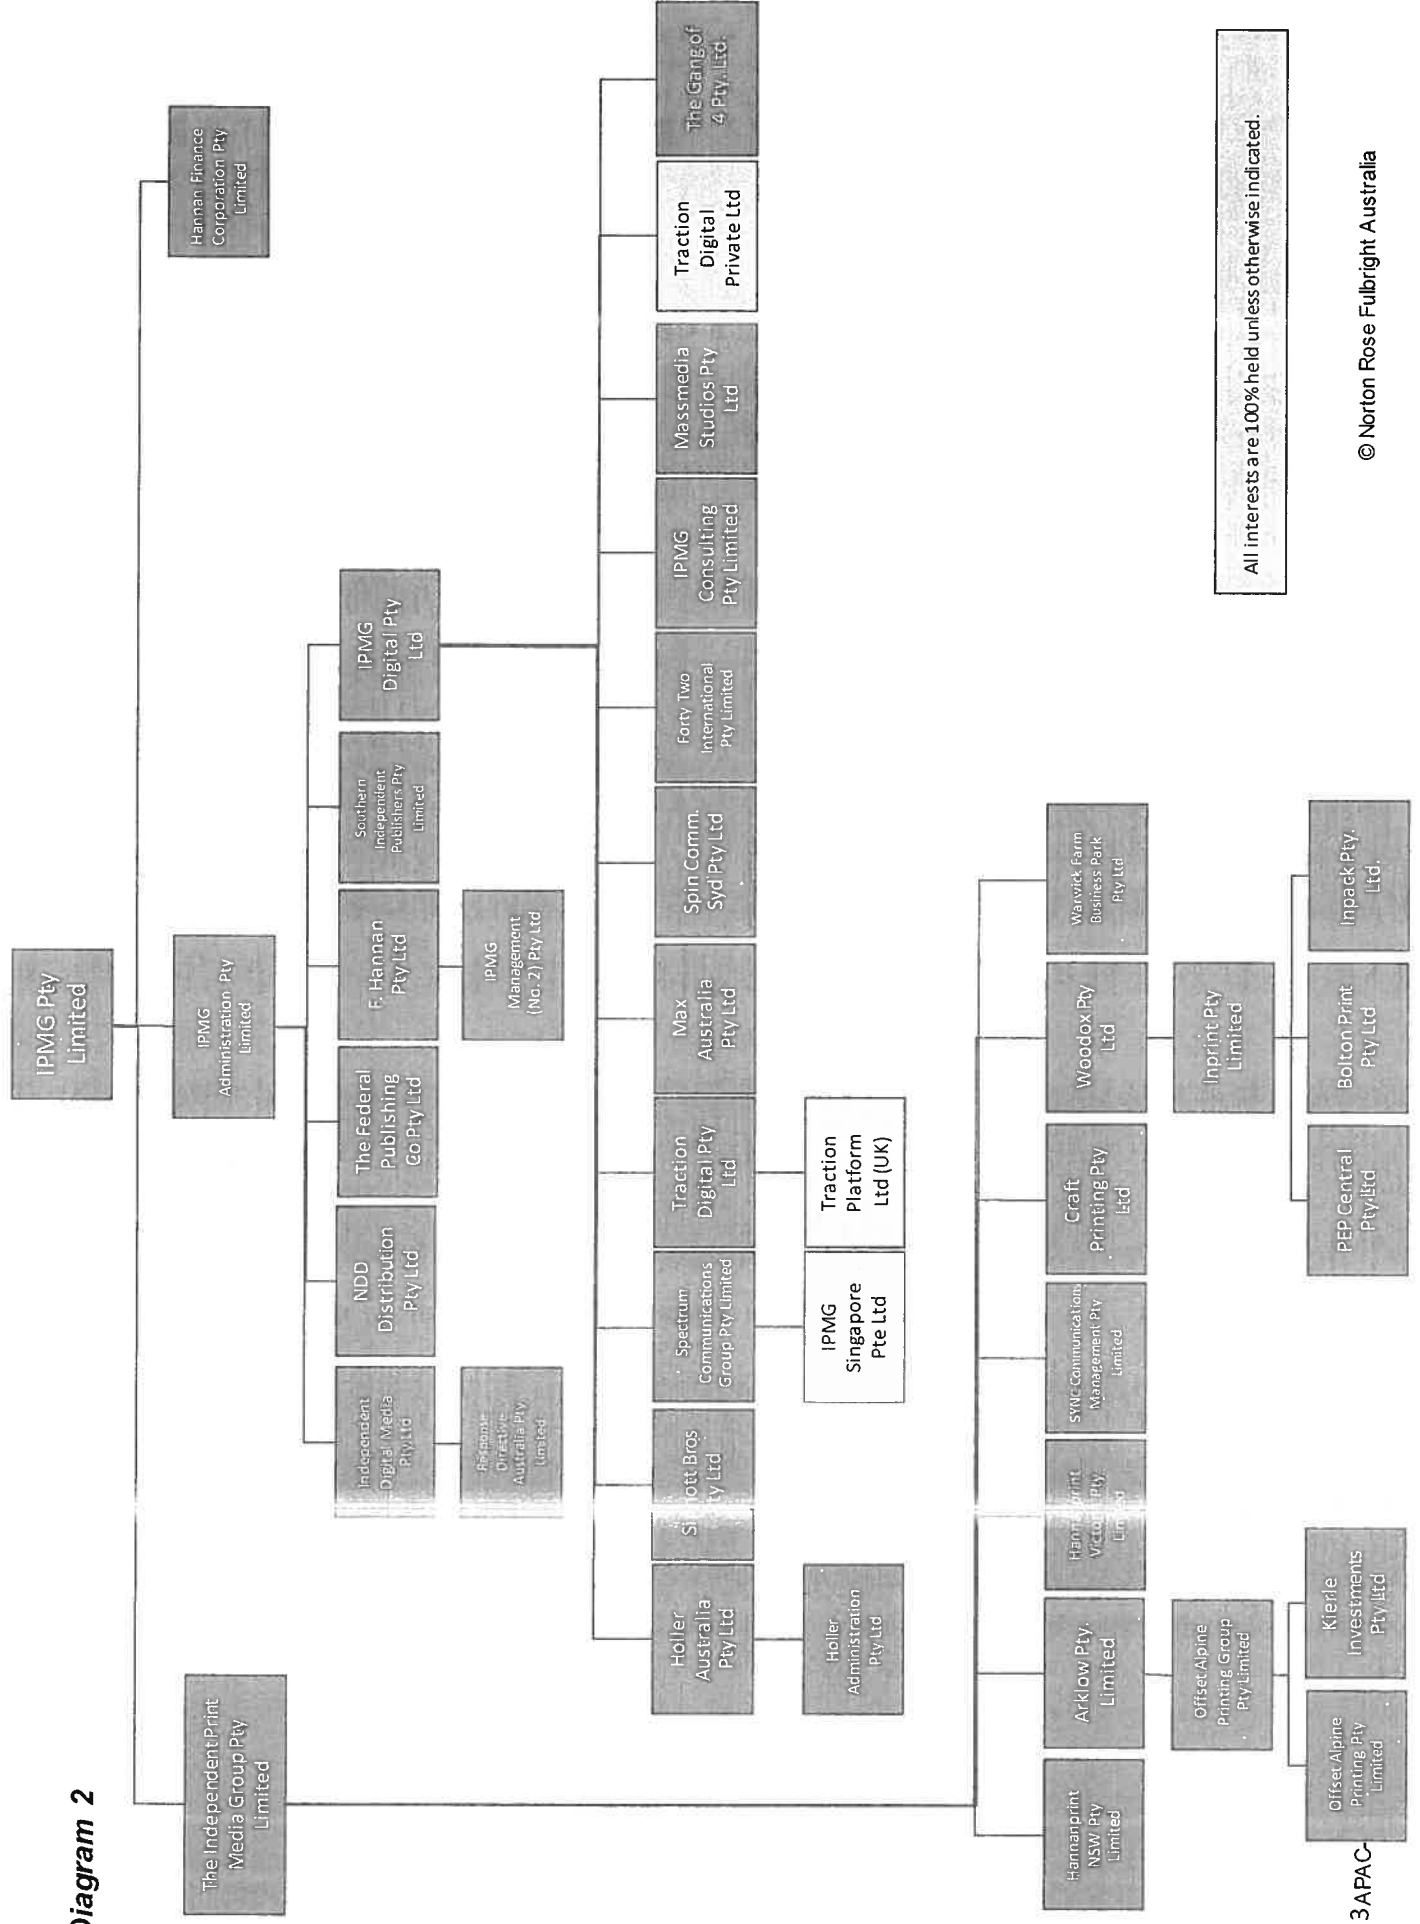 Diagram 2
IPMG Pty
Limited
The Independent Print
Media Group Pty
Limited
IPMG
Administration Pty
Limited
Hannan Finance
Corporation Pty
Limited
Independent
Digital Media
Pty Ltd
NDD
Distribution
Pty Ltd
The Federal
Publishing
Co Pty Ltd
F. Hannan
Pty Ltd
Southern
Independent
Publishers Pty
Limited
IPMG
Digital Pty
Ltd
Response
Directive
Australia Pty
Limited
IPMG
Management
(No. 2) Pty Ltd
Holler
Australia
Pty Ltd
Bros
Ltd
Spectrum
Communications
Group Pty Limited
Traction
Digital Pty
Ltd
Max
Australia
Pty Ltd
Spin Comm.
Syd Pty Ltd
Forty Two
International
Pty Limited
IPMG
Consulting
Pty Limited
Massmedia
Studios Pty
Ltd
Traction
Digital
Private Ltd
The Gang of
4 Pty. Ltd.
Holler
Administration
Pty Ltd
IPMG
Singapore
Pte Ltd
Traction
Platform
Ltd (UK)
Hannanprint
NSW Pty
Limited
Arklow Pty.
Limited
Hannanprint
Victoria Pty
Limited
SYNC Communications
Management Pty
Limited
Craft
Printing Pty
Ltd
Woodox Pty
Ltd
Warwick Farm
Business Park
Pty Ltd
Offset Alpine
Printing Group
Pty Limited
Inprint Pty
Limited
Offset Alpine
Printing Pty
Limited
Kierle
Investments
Pty Ltd
PEP Central
Pty. Ltd
Bolton Print
Pty Ltd
Inpack Pty.
Ltd.
All interests are 100% held unless otherwise indicated.
© Norton Rose Fulbright Australia
3APAC-